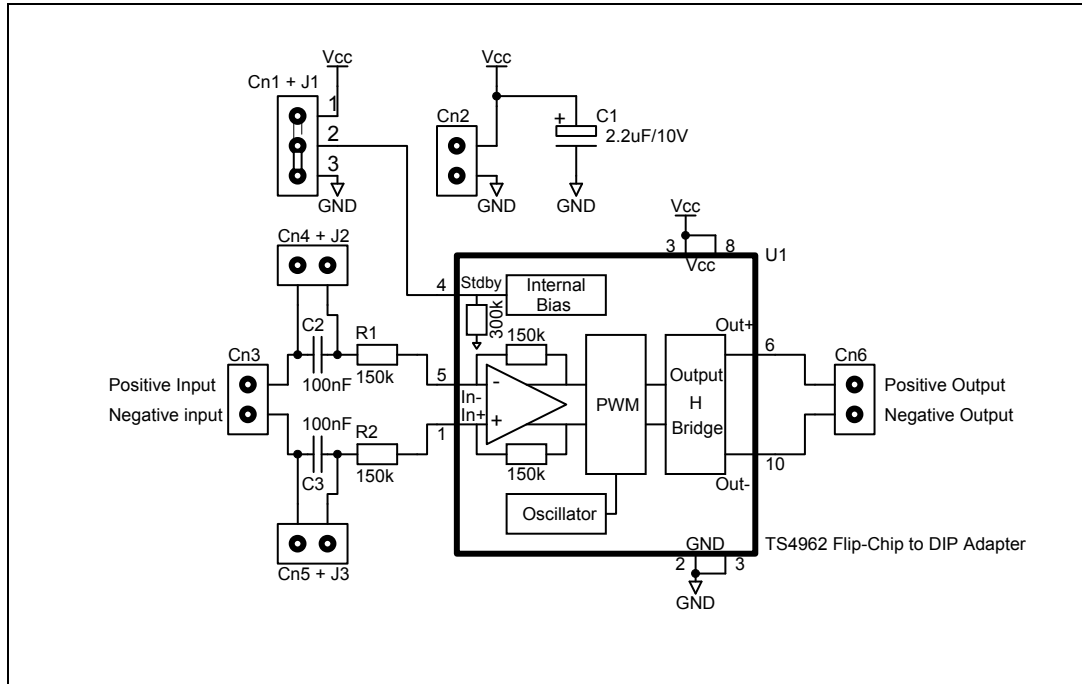 Vcc
Cn1 + J1
1
2
3
GND
Vcc
Cn2
GND
+
C1
2.2uF/10V
GND
Vcc
3
8
Vcc
U1
Cn4 + J2
4
Stdby
Internal
Bias
300k
C2
100nF
R1
150k
Cn3
Positive Input
Negative input
5
In-
In+
1
-
+
150k
150k
PWM
Output
H
Bridge
Out+
6
Out-
10
Cn6
Positive Output
Negative Output
100nF
C3
R2
150k
Cn5 + J3
Oscillator
TS4962 Flip-Chip to DIP Adapter
GND
2
3
GND